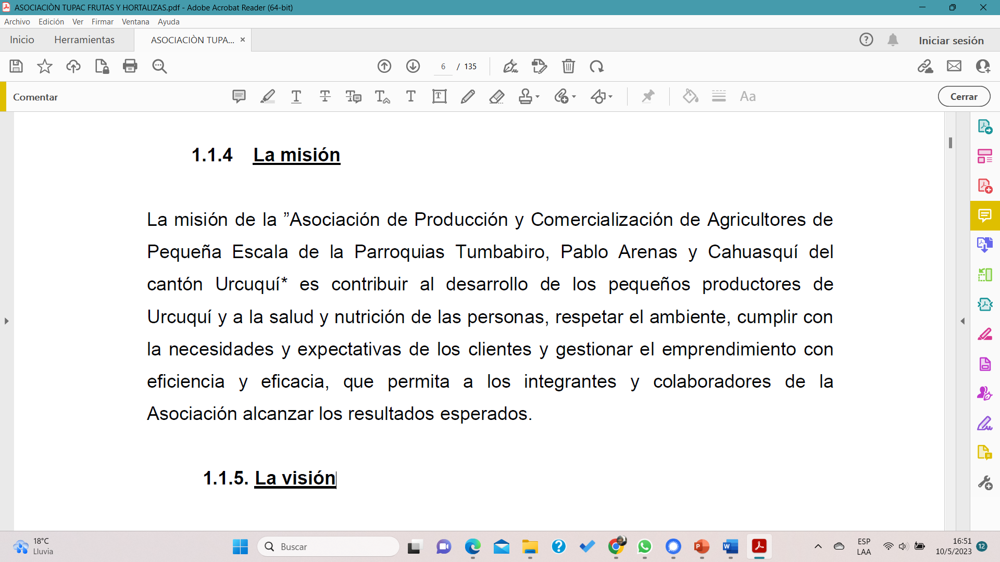 ASOCIACIÒN TUPAC FRUTAS Y HORTALIZAS.pdf - Adobe Acrobat Reader (64-bit)
Archivo Edición Ver Firmar Ventana Ayuda
Inicio Herramientas ASOCIACIÒN TUPA... Iniciar sesión
6 / 135
Comentar Aa Cerrar
1.1.4 La misión
La misión de la ”Asociación de Producción y Comercialización de Agricultores de
Pequeña Escala de la Parroquias Tumbabiro, Pablo Arenas y Cahuasquí del
cantón Urcuquí* es contribuir al desarrollo de los pequeños productores de
Urcuquí y a la salud y nutrición de las personas, respetar el ambiente, cumplir con
la necesidades y expectativas de los clientes y gestionar el emprendimiento con
eficiencia y eficacia, que permita a los integrantes y colaboradores de la
Asociación alcanzar los resultados esperados.
1.1.5. La visión
18°C
Lluvia
Buscar
ESP
LAA
16:51
10/5/2023
12